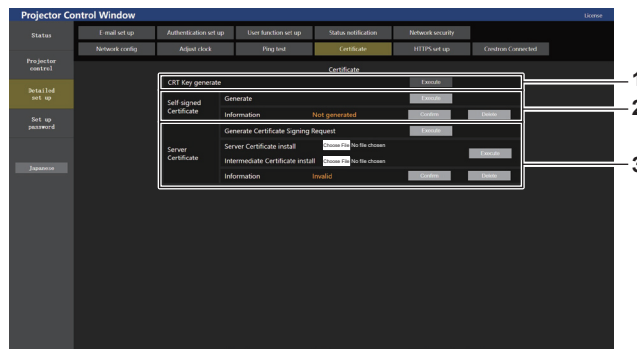 Projector Control Window
License
Status
E-mail set up
Authentication set up
User function set up
Status notification
Network security
Network config
Adjust clock
Ping test
Certificate
HTTPS set up
Crestron Connected
Projector
control
Detailed
set up
Set up
password
Japanese
Certificate
CRT Key generate
Execute
1
Self-signed
Certificate
Generate
Execute
2
Information
Not generated
Confirm
Delete
Server
Certificate
Generate Certificate Signing
Request
Execute
Server Certificate install
Choose File No file chosen
Intermediate Certificate install
Choose File No file chosen
Execute
3
Information
Invalid
Confirm
Delete